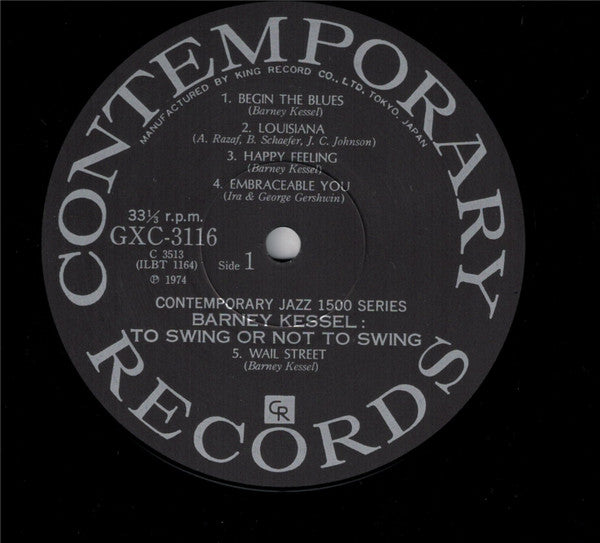 CONTEMPORARY
MANUFACTURED BY KING RECORD CO., LTD. TOKYO, JAPAN
1. BEGIN THE BLUES
(Barney Kessel)
2. LOUISIANA
(A. Razaf, B. Schaefer, J. C. Johnson)
3. HAPPY FEELING
(Barney Kessel)
4. EMBRACEABLE YOU
(Ira & George Gershwin)
33⅓ r.p.m.
GXC-3116
C 3513
(ILBT 1164)
℗ 1974
Side 1
CONTEMPORARY JAZZ 1500 SERIES
BARNEY KESSEL :
TO SWING OR NOT TO SWING
5. WAIL STREET
(Barney Kessel)
CR
RECORDS